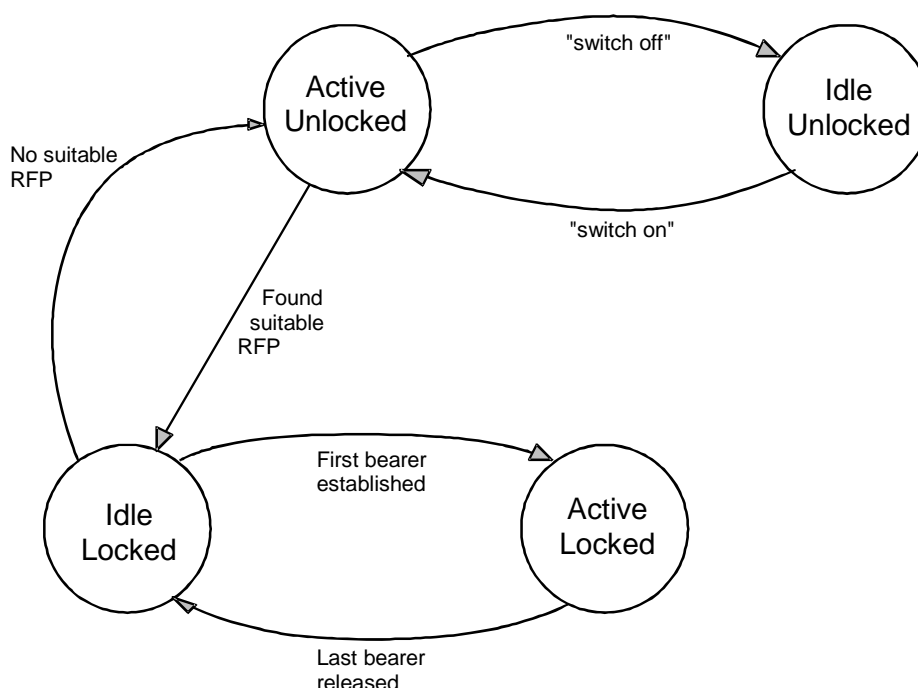 "switch off"
Active
Unlocked
Idle
Unlocked
No suitable
RFP
"switch on"
Found
suitable
RFP
First bearer
established
Idle
Locked
Active
Locked
Last bearer
released